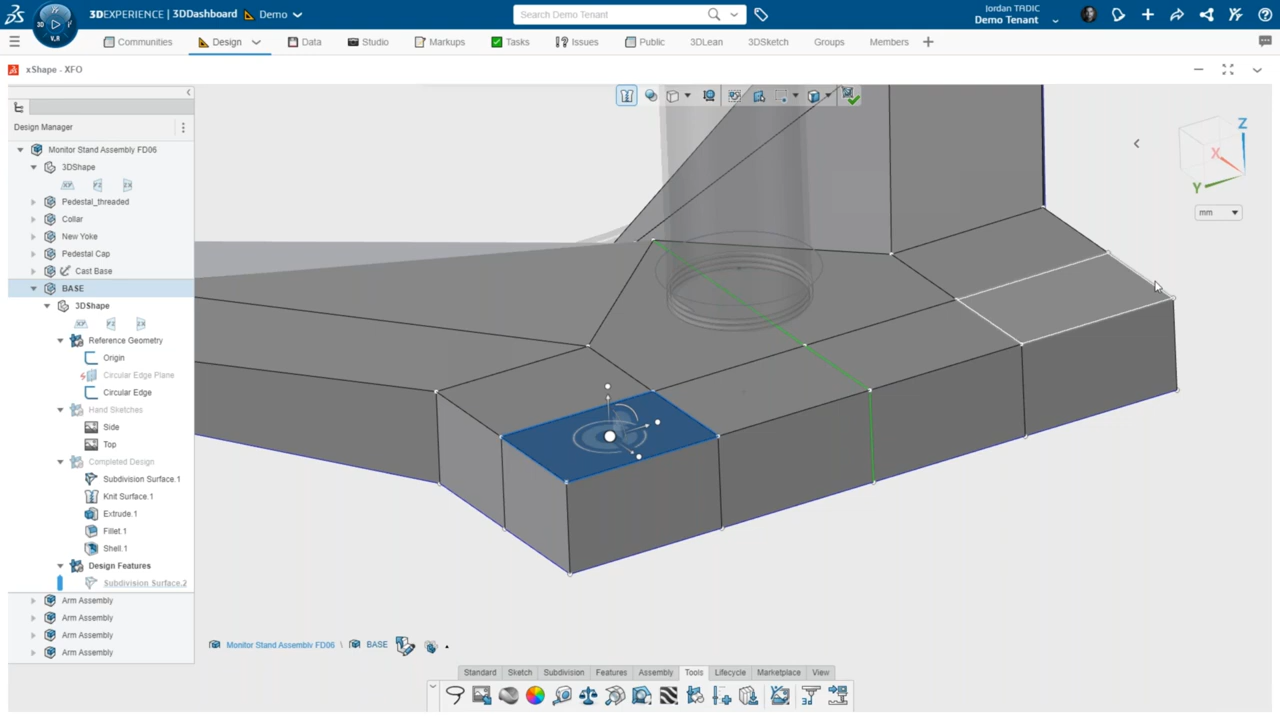 3DEXPERIENCE | 3DDashboard Demo
Search Demo Tenant
Jordan TRDIC
Demo Tenant
3D
V.R
Communities
Design
Data
Studio
Markups
Tasks
Issues
Public
3DLean
3DSketch
Groups
Members
xShape - XFO
Design Manager
Monitor Stand Assembly FD06
3DShape
Pedestal_threaded
Collar
New Yoke
Pedestal Cap
Cast Base
BASE
3DShape
Reference Geometry
Origin
Circular Edge Plane
Circular Edge
Hand Sketches
Side
Top
Completed Design
Subdivision Surface.1
Knit Surface.1
Extrude.1
Fillet.1
Shell.1
Design Features
Subdivision Surface.2
Arm Assembly
Arm Assembly
Arm Assembly
Arm Assembly
Z
X
Y
mm
Monitor Stand Assembly FD06 \ BASE
Standard
Sketch
Subdivision
Features
Assembly
Tools
Lifecycle
Marketplace
View